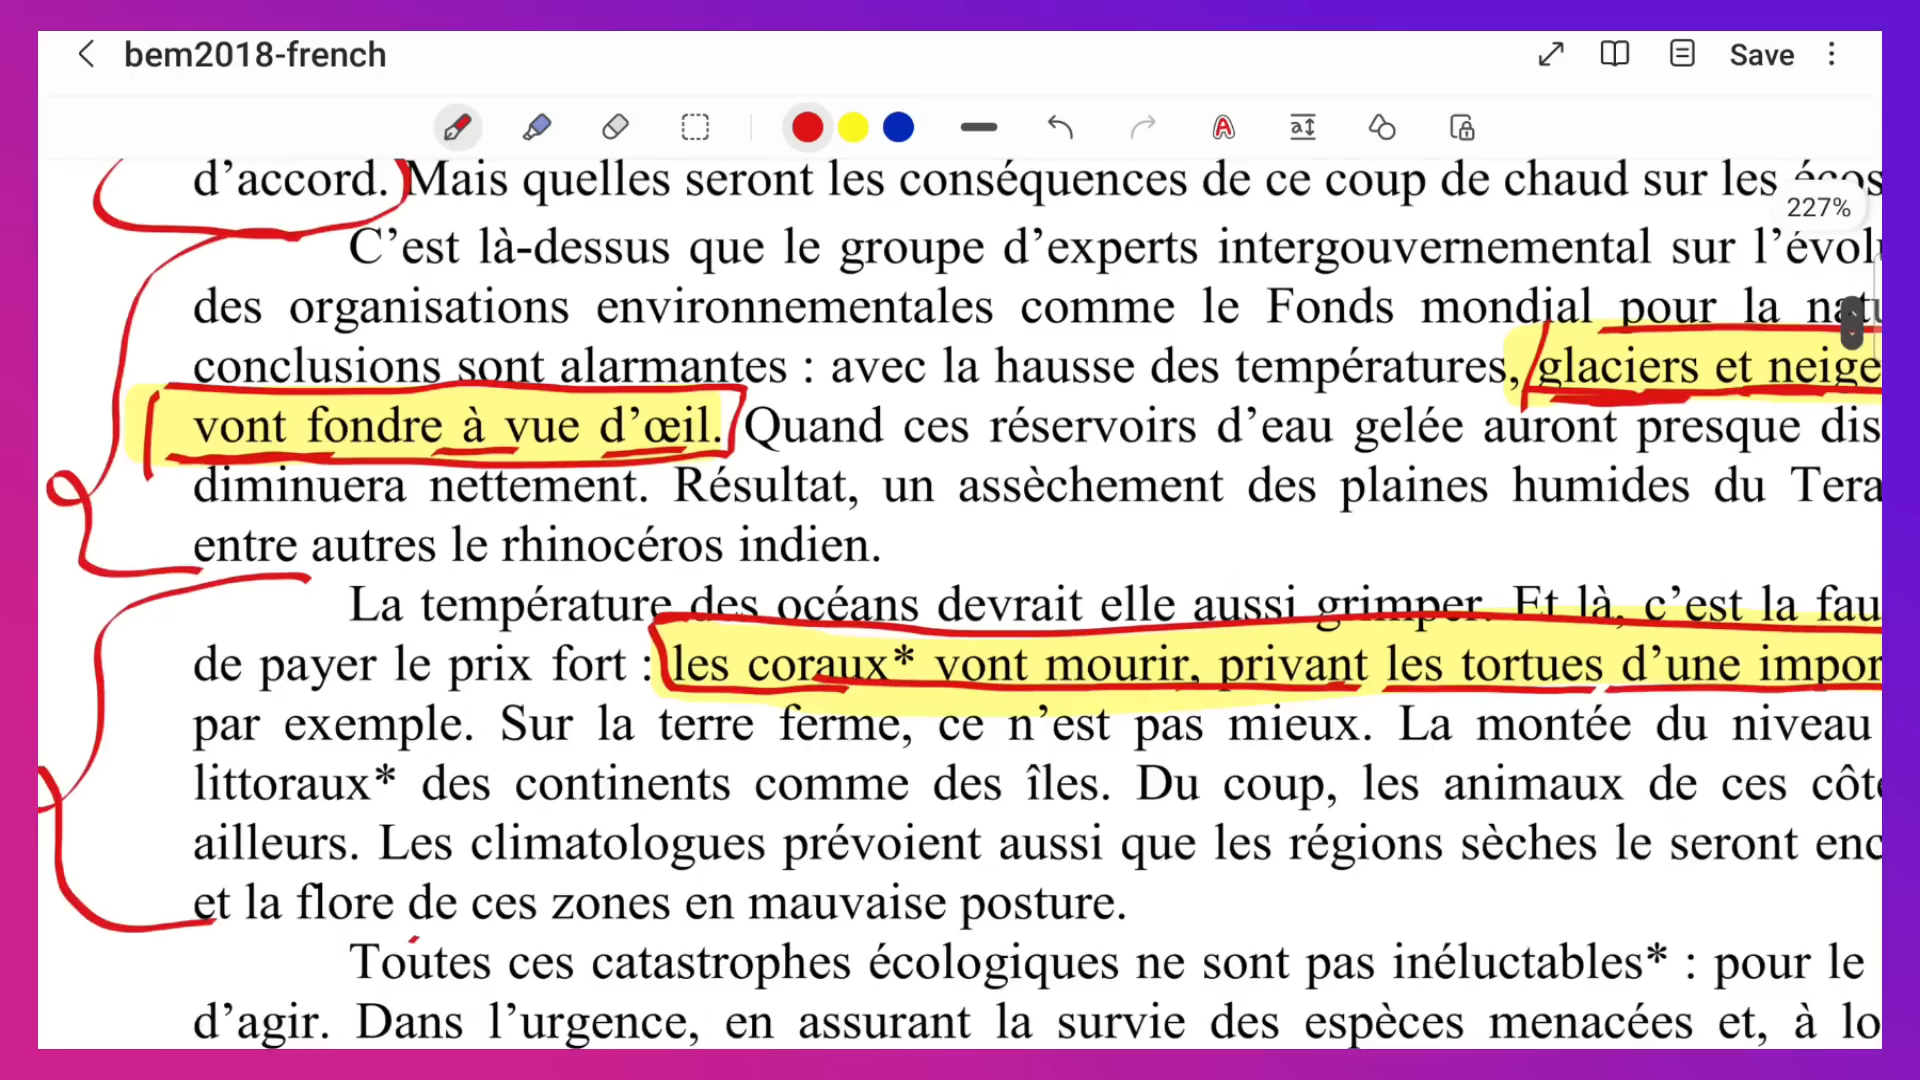 bem2018-french
Save
227%
d’accord. Mais quelles seront les conséquences de ce coup de chaud sur les
C’est là-dessus que le groupe d’experts intergouvernemental sur l’évol
des organisations environnementales comme le Fonds mondial pour la natu
conclusions sont alarmantes : avec la hausse des températures, glaciers et neige
vont fondre à vue d’œil. Quand ces réservoirs d’eau gelée auront presque dis
diminuera nettement. Résultat, un assèchement des plaines humides du Tera
entre autres le rhinocéros indien.
La température des océans devrait elle aussi grimper. Et là, c’est la fau
de payer le prix fort : les coraux* vont mourir, privant les tortues d’une impor
par exemple. Sur la terre ferme, ce n’est pas mieux. La montée du niveau
littoraux* des continents comme des îles. Du coup, les animaux de ces côte
ailleurs. Les climatologues prévoient aussi que les régions sèches le seront enc
et la flore de ces zones en mauvaise posture.
Toutes ces catastrophes écologiques ne sont pas inéluctables* : pour le
d’agir. Dans l’urgence, en assurant la survie des espèces menacées et, à lo